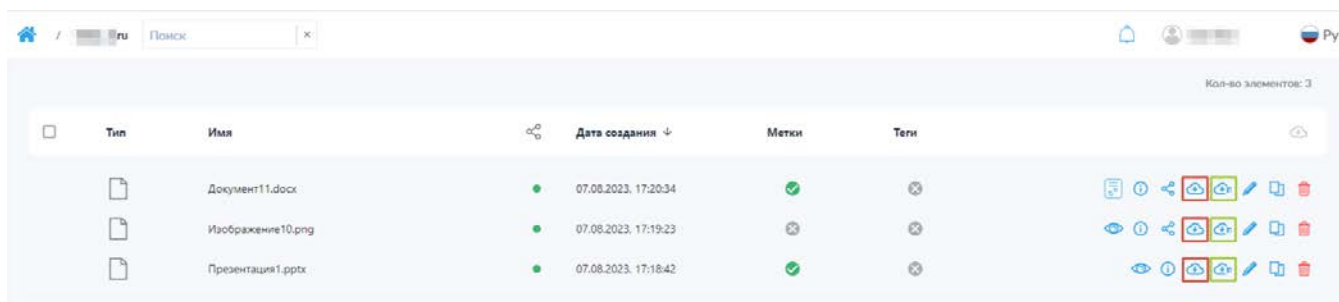 / ru Поиск × Ру
Кол-во элементов: 3
Тип Имя Дата создания ↓ Метки Теги
Документ11.docx 07.08.2023, 17:20:34
Изображение10.png 07.08.2023, 17:19:23
Презентация1.pptx 07.08.2023, 17:18:42